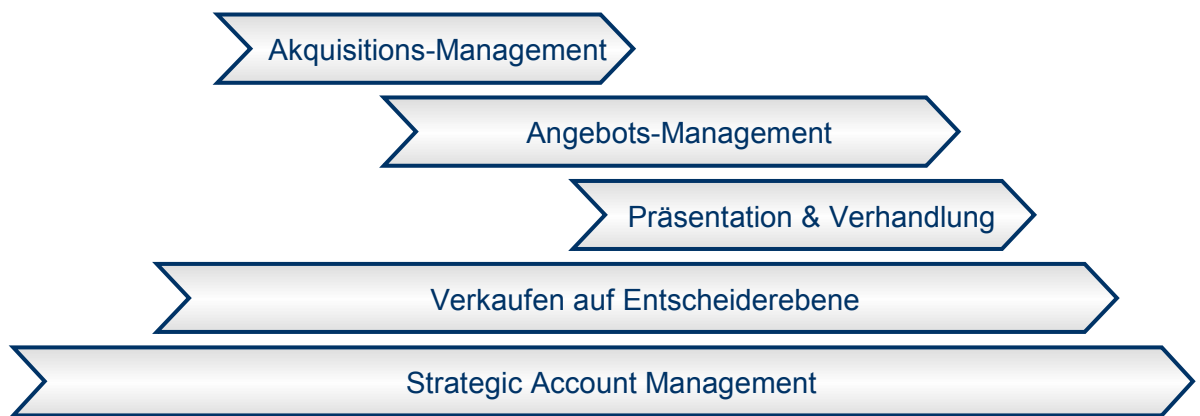 Akquisitions-Management
Angebots-Management
Präsentation & Verhandlung
Verkaufen auf Entscheiderebene
Strategic Account Management